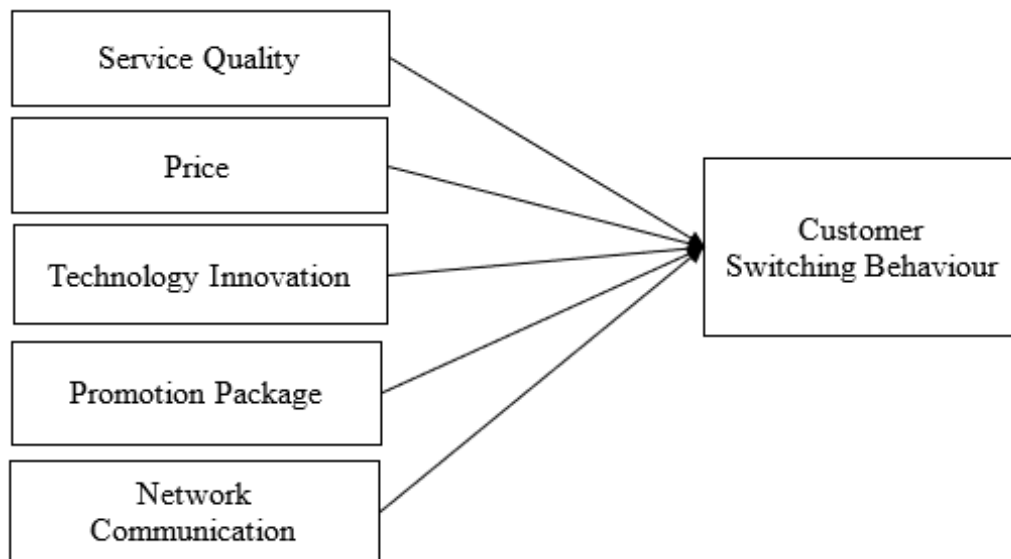 Service Quality
Price
Technology Innovation
Promotion Package
Network
Communication
Customer
Switching Behaviour